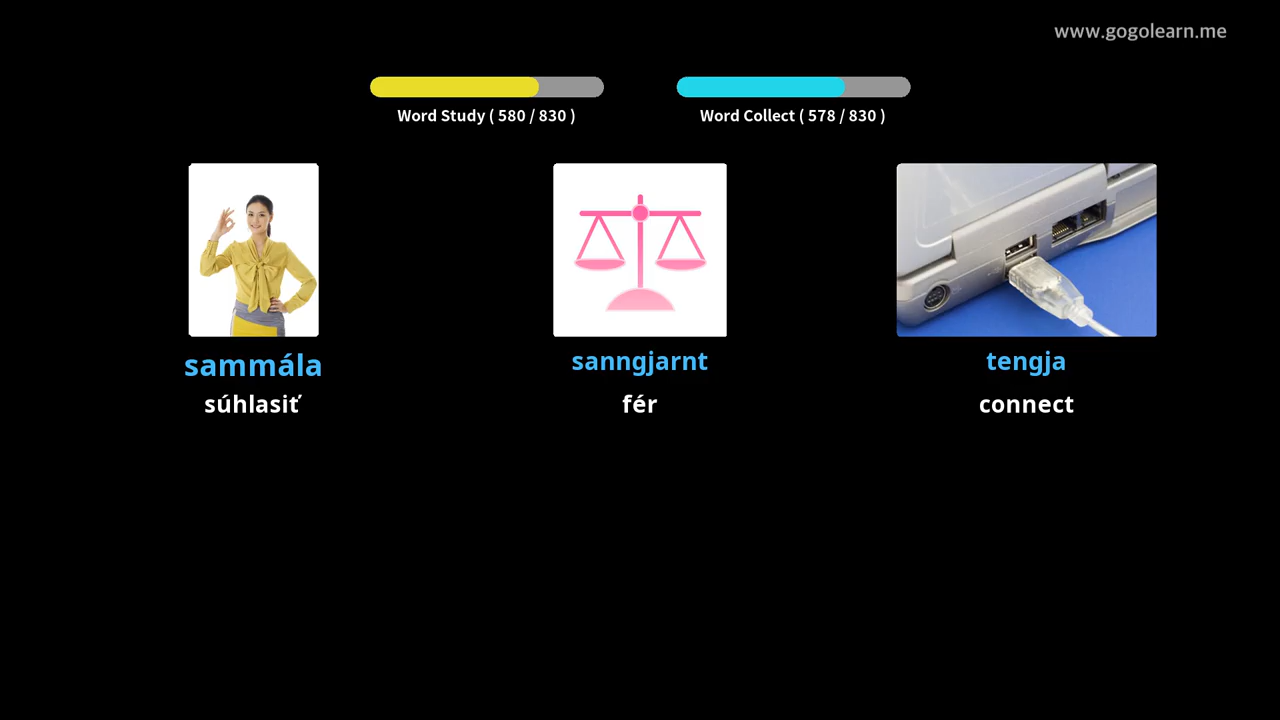 www.gogolearn.me
Word Study ( 580 / 830 )
Word Collect ( 578 / 830 )
sammála
sanngjarnt
tengja
súhlasiť
fér
connect